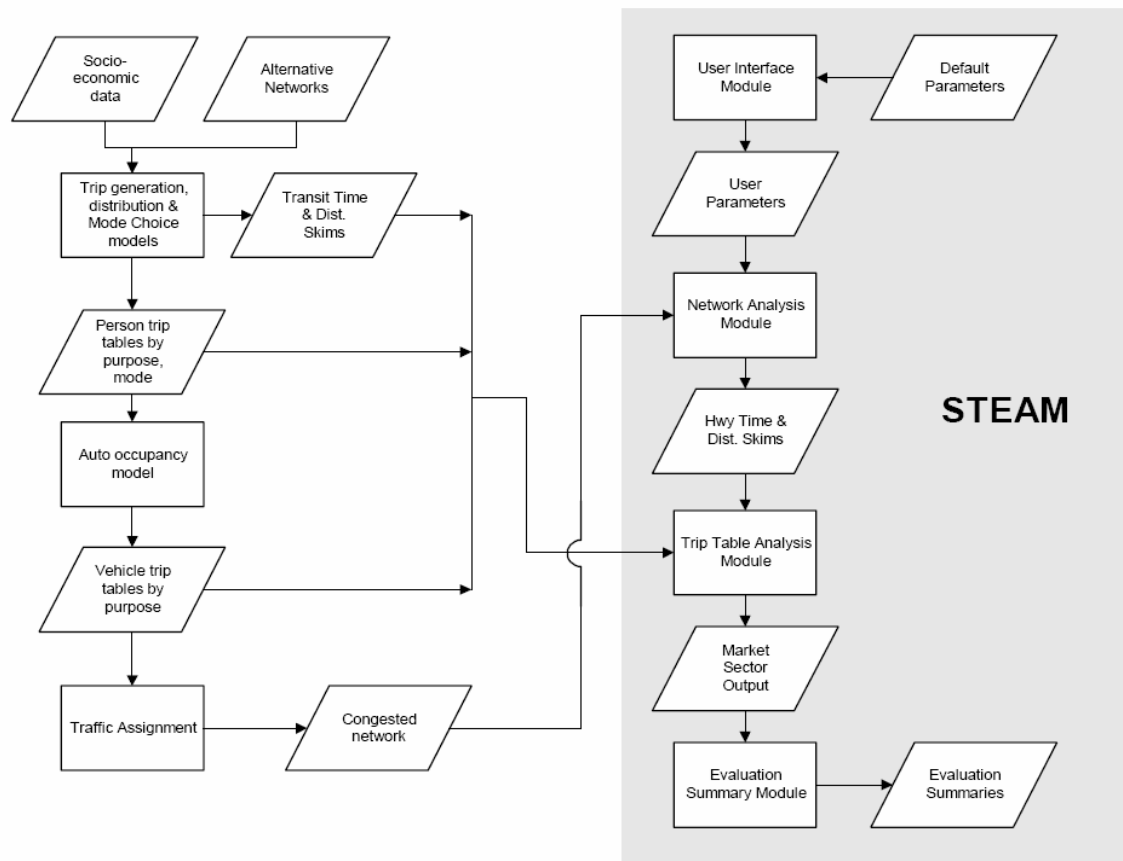 Socio-
economic
data
Alternative
Networks
Trip generation,
distribution &
Mode Choice
models
Transit Time
& Dist.
Skims
Person trip
tables by
purpose,
mode
Auto occupancy
model
Vehicle trip
tables by
purpose
Traffic Assignment
Congested
network
User Interface
Module
Default
Parameters
User
Parameters
Network Analysis
Module
Hwy Time &
Dist. Skims
STEAM
Trip Table Analysis
Module
Market
Sector
Output
Evaluation
Summary Module
Evaluation
Summaries